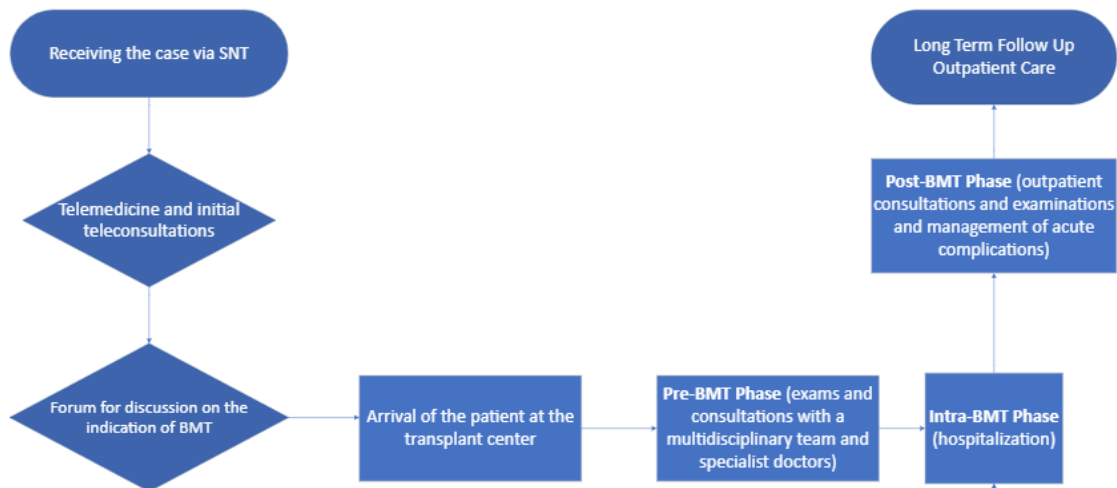 Receiving the case via SNT
Telemedicine and initial
teleconsultations
Forum for discussion on the
indication of BMT
Arrival of the patient at the
transplant center
Pre-BMT Phase (exams and
consultations with a
multidisciplinary team and
specialist doctors)
Intra-BMT Phase
(hospitalization)
Post-BMT Phase (outpatient
consultations and examinations
and management of acute
complications)
Long Term Follow Up
Outpatient Care